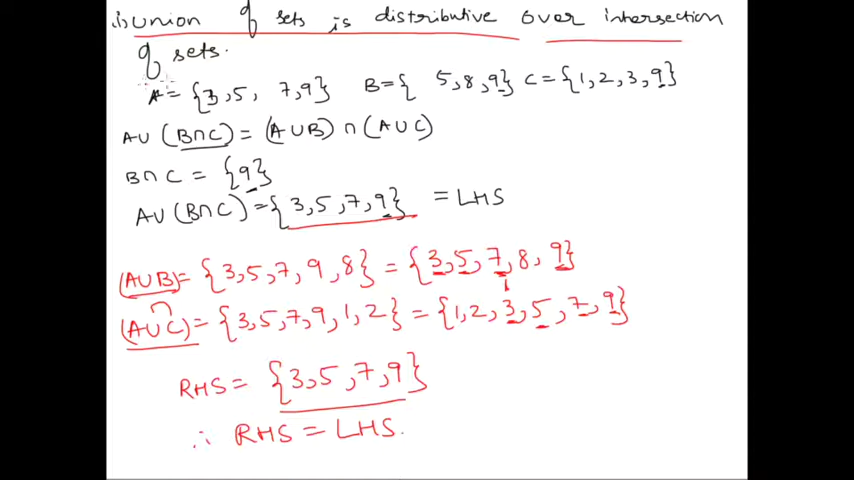 i). union of sets is distributive over intersection
of sets.
A = {3,5, 7,9} B={ 5,8,9} C={1,2,3,9}
A∪ (B∩C) = (A∪B) ∩ (A∪C)
B∩C = {9}
A∪ (B∩C) = {3,5,7,9} = LHS
(A∪B)= {3,5,7,9,8} = {3,5,7,8,9}
∩
(A∪C)= {3,5,7,9,1,2} = {1,2,3,5,7,9}
RHS = {3,5,7,9}
∴ RHS = LHS.